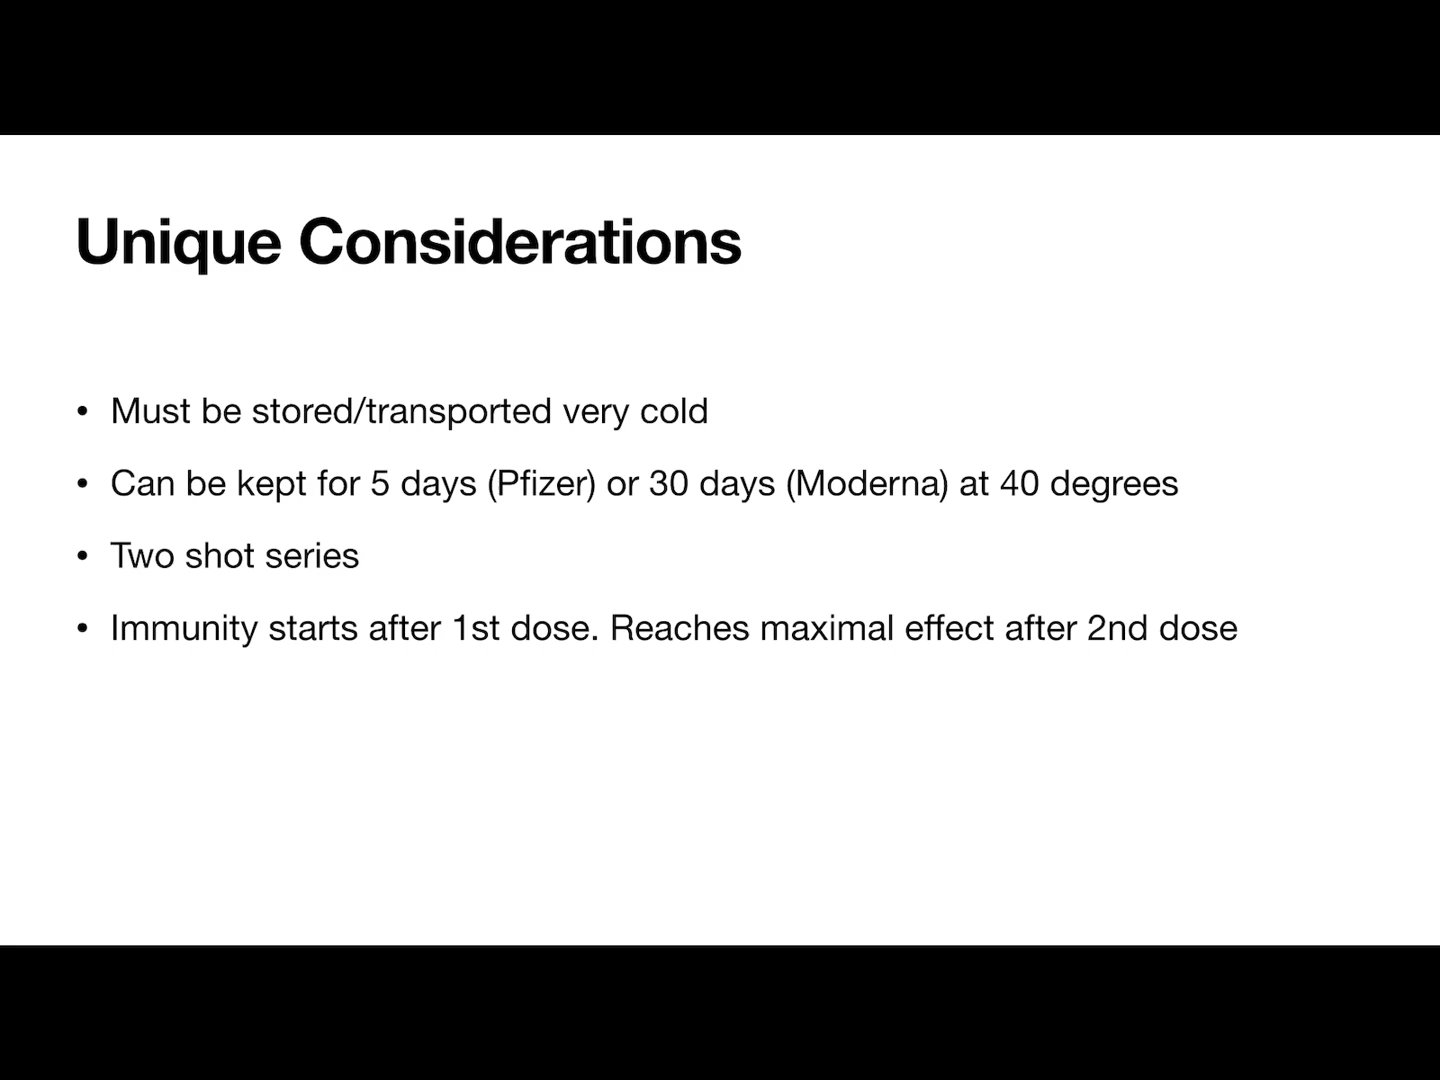 Unique Considerations
• Must be stored/transported very cold
• Can be kept for 5 days (Pfizer) or 30 days (Moderna) at 40 degrees
• Two shot series
• Immunity starts after 1st dose. Reaches maximal effect after 2nd dose